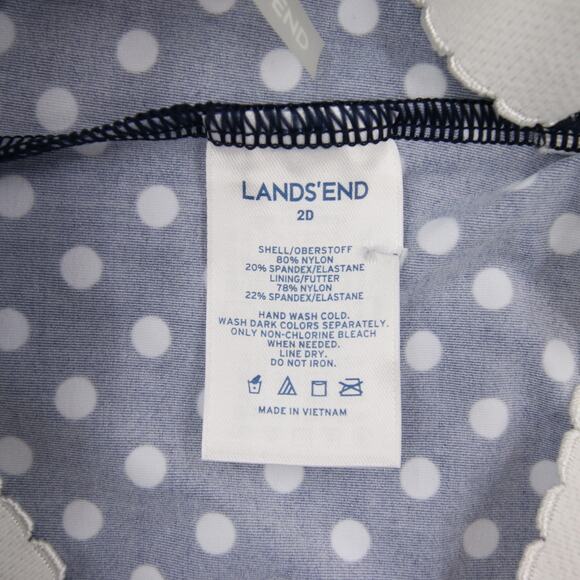 END
LANDS'END
2D
SHELL/OBERSTOFF
80% NYLON
20% SPANDEX/ELASTANE
LINING/FUTTER
78% NYLON
22% SPANDEX/ELASTANE
HAND WASH COLD.
WASH DARK COLORS SEPARATELY.
ONLY NON-CHLORINE BLEACH
WHEN NEEDED.
LINE DRY.
DO NOT IRON.
MADE IN VIETNAM